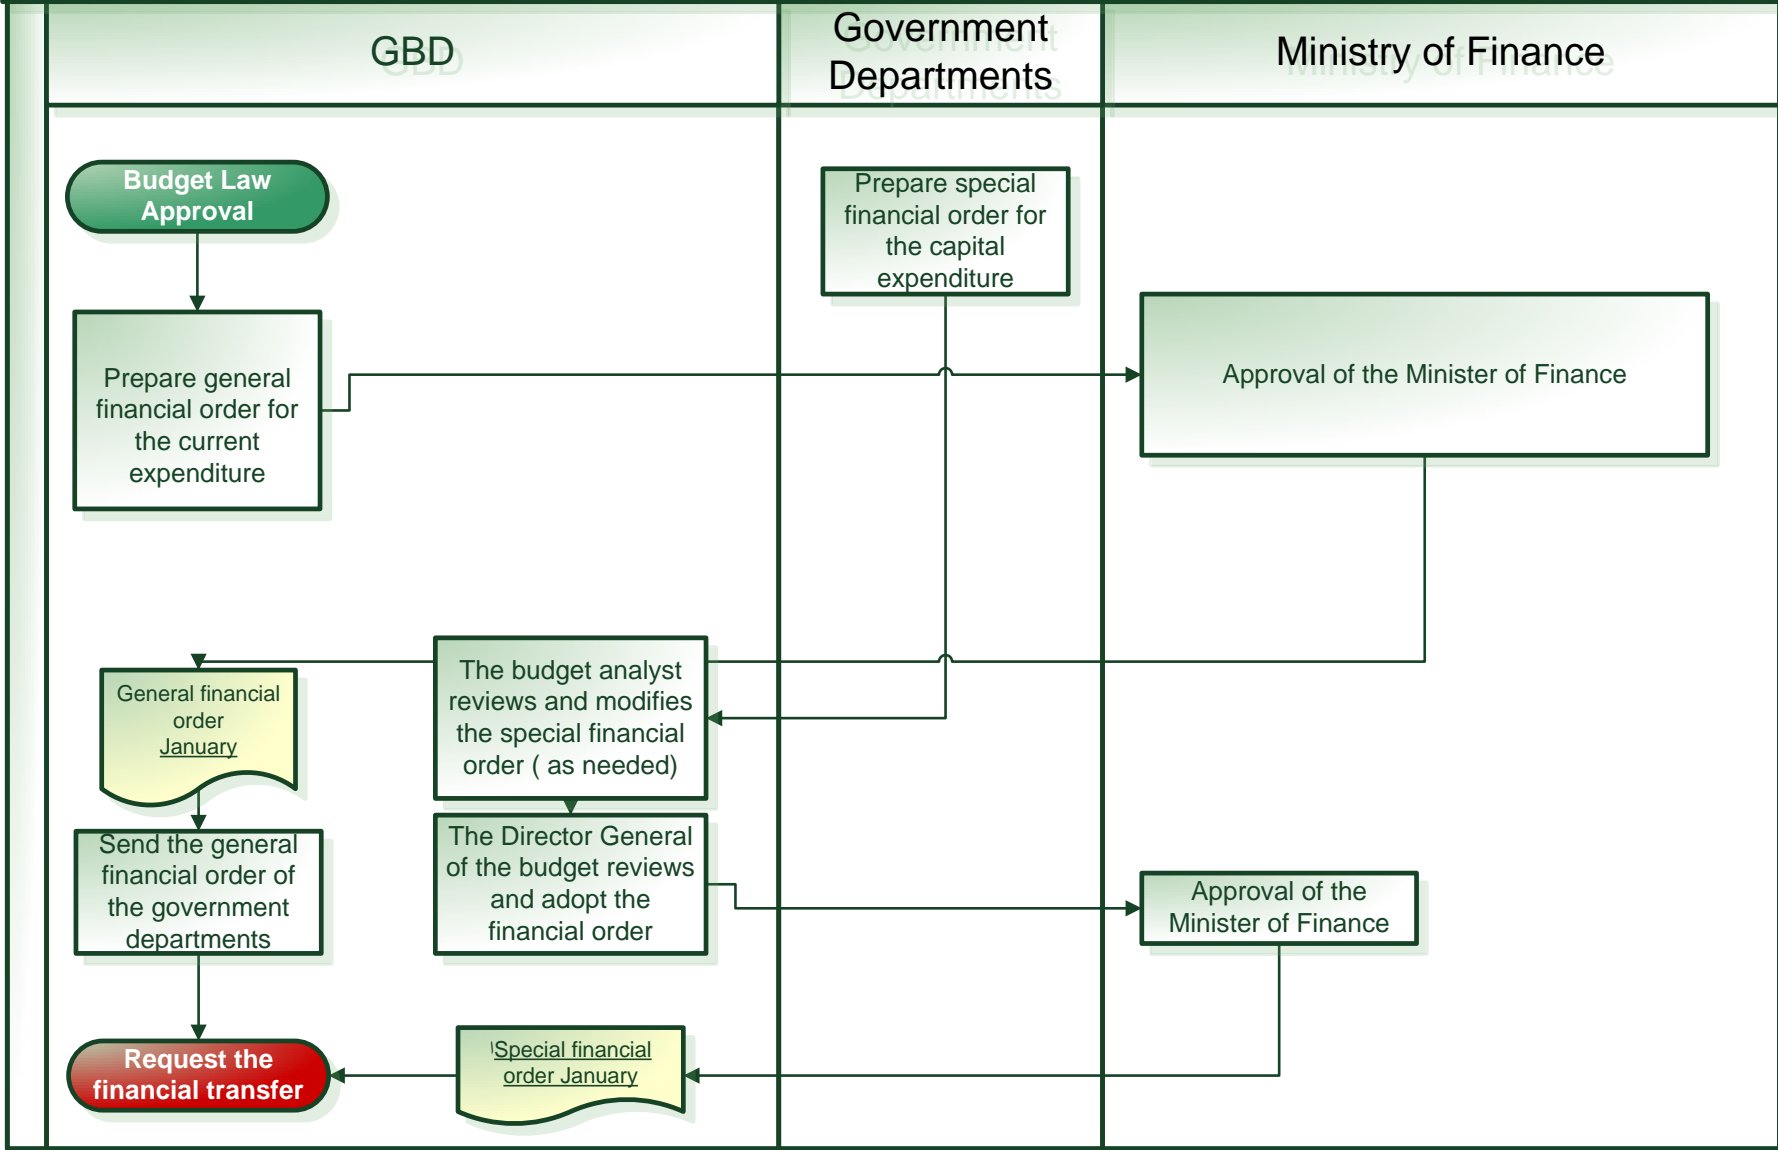 GBD
Government
Departments
Ministry of Finance
Budget Law
Approval
Prepare special
financial order for
the capital
expenditure
Prepare general
financial order for
the current
expenditure
Approval of the Minister of Finance
General financial
order
January
The budget analyst
reviews and modifies
the special financial
order ( as needed)
Send the general
financial order of
the government
departments
The Director General
of the budget reviews
and adopt the
financial order
Approval of the
Minister of Finance
Request the
financial transfer
\Special financial
order January